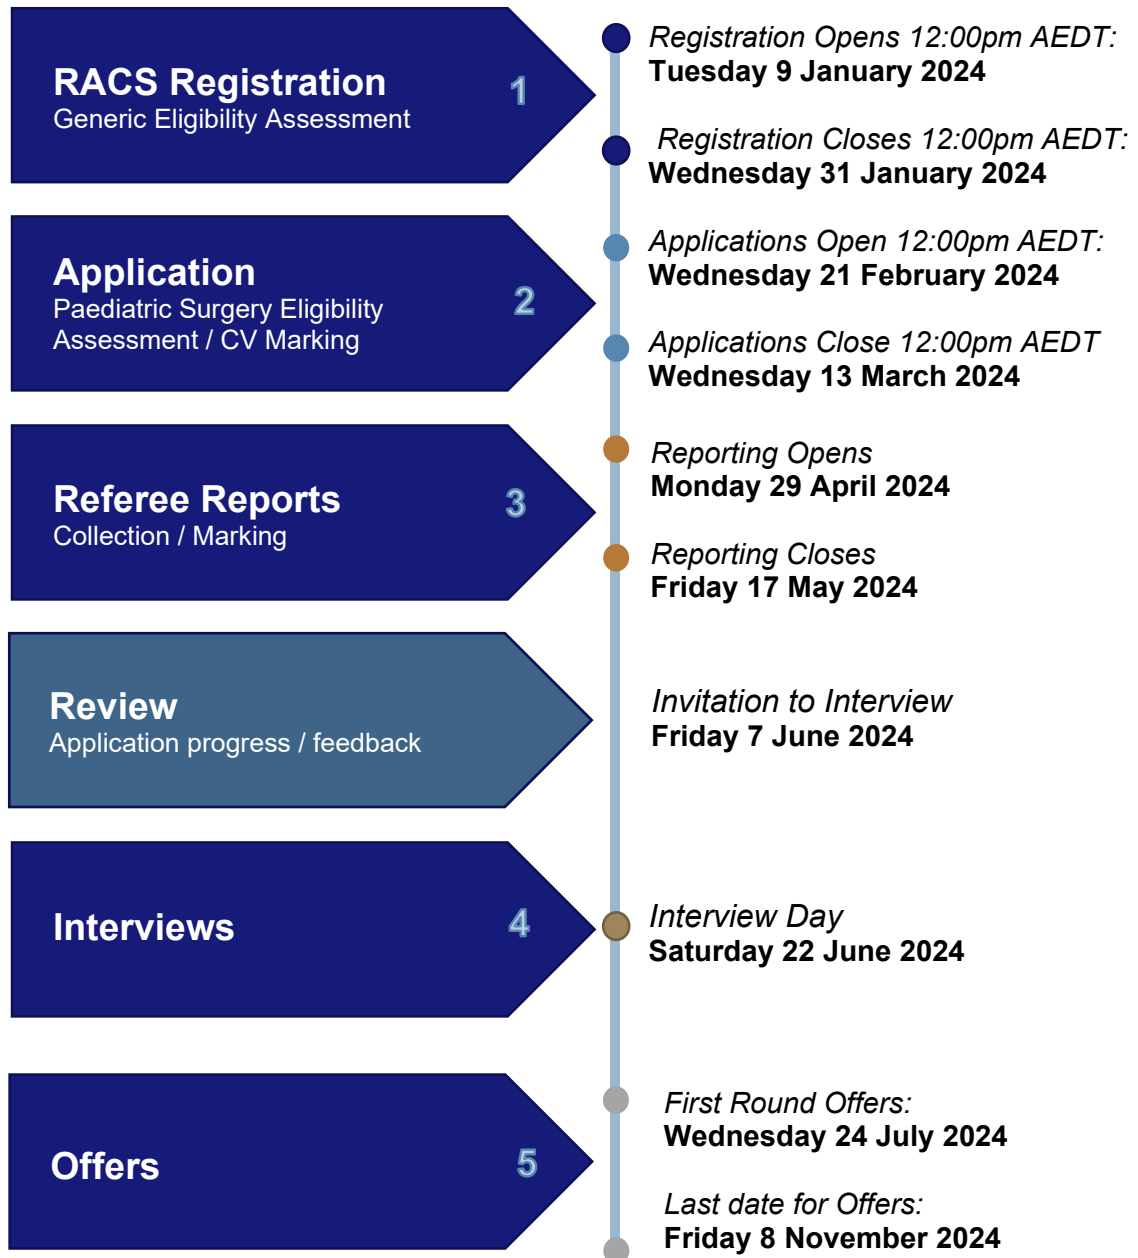 RACS Registration
Generic Eligibility Assessment
1
Registration Opens 12:00pm AEDT:
Tuesday 9 January 2024
Registration Closes 12:00pm AEDT:
Wednesday 31 January 2024
Application
Paediatric Surgery Eligibility
Assessment / CV Marking
2
Applications Open 12:00pm AEDT:
Wednesday 21 February 2024
Applications Close 12:00pm AEDT
Wednesday 13 March 2024
Referee Reports
Collection / Marking
3
Reporting Opens
Monday 29 April 2024
Reporting Closes
Friday 17 May 2024
Review
Application progress / feedback
Invitation to Interview
Friday 7 June 2024
Interviews
4
Interview Day
Saturday 22 June 2024
Offers
5
First Round Offers:
Wednesday 24 July 2024
Last date for Offers:
Friday 8 November 2024